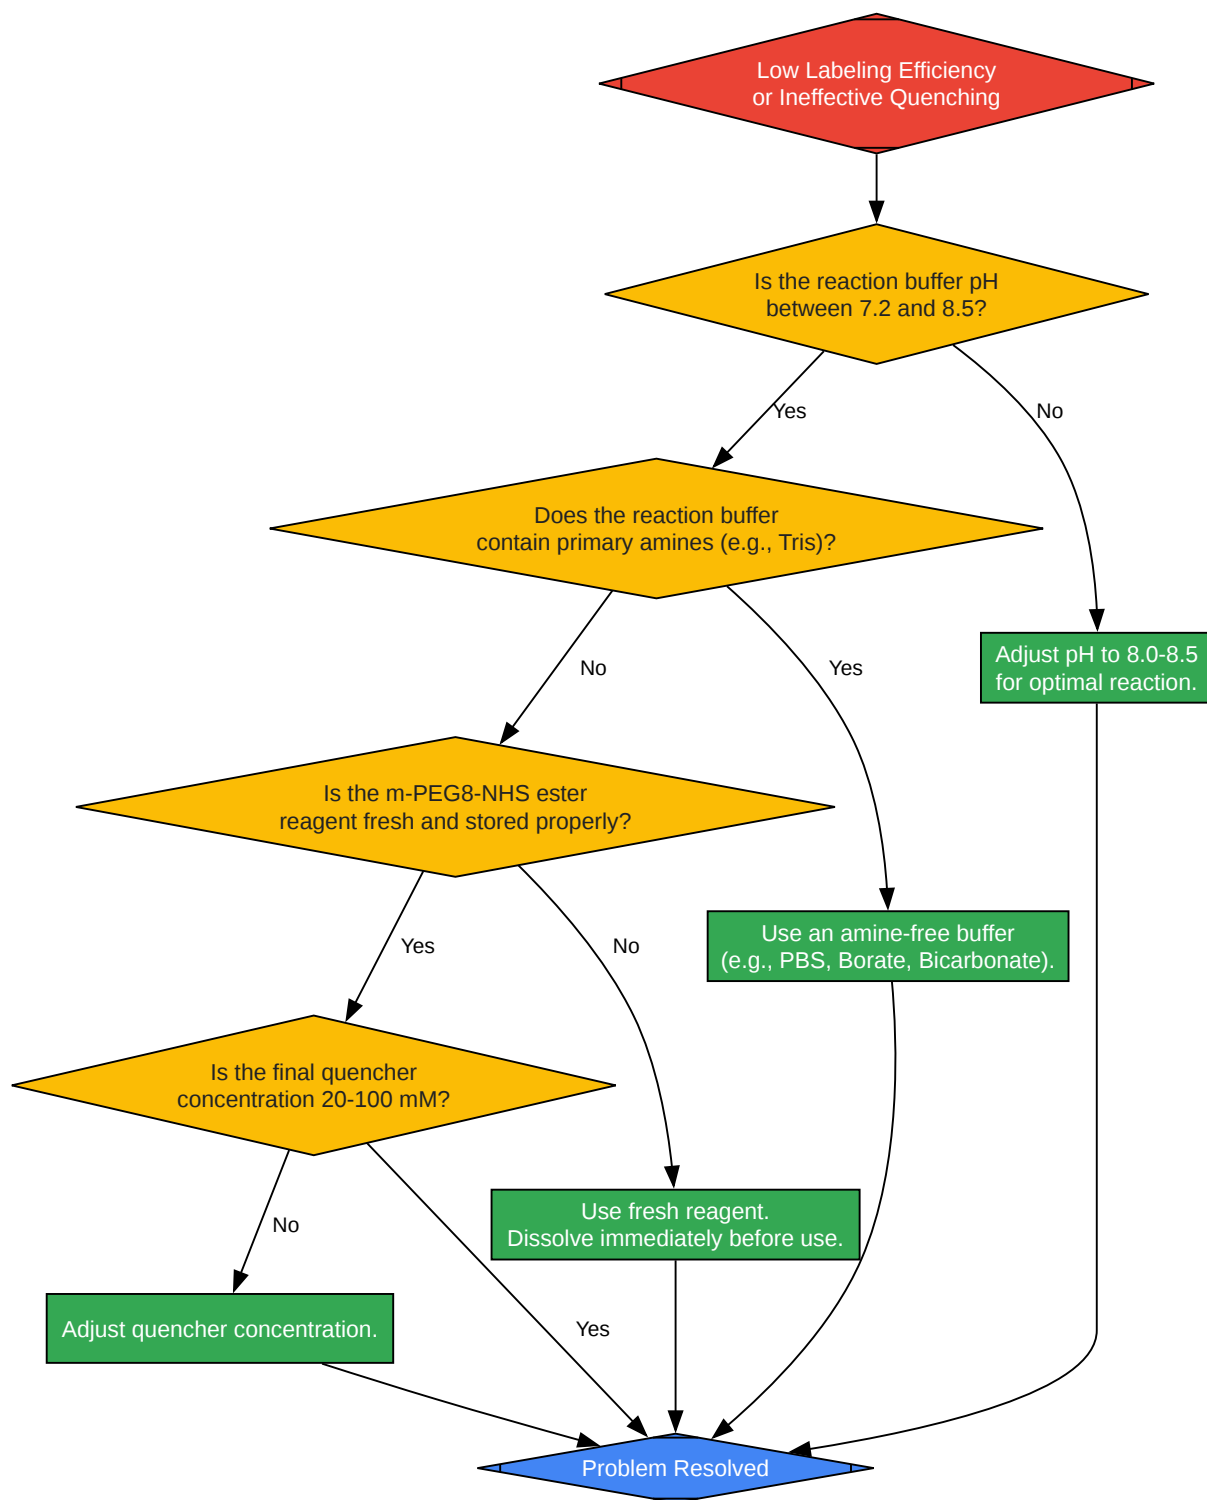 Low Labeling Efficiency
or Ineffective Quenching
Is the reaction buffer pH
between 7.2 and 8.5?
Yes
No
Does the reaction buffer
contain primary amines (e.g., Tris)?
No
Yes
Adjust pH to 8.0-8.5
for optimal reaction.
Is the m-PEG8-NHS ester
reagent fresh and stored properly?
Yes
No
Use an amine-free buffer
(e.g., PBS, Borate, Bicarbonate).
Is the final quencher
concentration 20-100 mM?
No
Yes
Use fresh reagent.
Dissolve immediately before use.
Adjust quencher concentration.
Problem Resolved